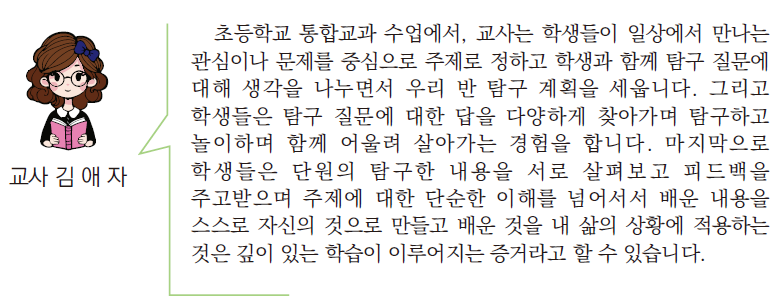 초등학교 통합교과 수업에서, 교사는 학생들이 일상에서 만나는
관심이나 문제를 중심으로 주제로 정하고 학생과 함께 탐구 질문에
대해 생각을 나누면서 우리 반 탐구 계획을 세웁니다. 그리고
학생들은 탐구 질문에 대한 답을 다양하게 찾아가며 탐구하고
놀이하며 함께 어울려 살아가는 경험을 합니다. 마지막으로
학생들은 단원의 탐구한 내용을 서로 살펴보고 피드백을
주고받으며 주제에 대한 단순한 이해를 넘어서서 배운 내용을
스스로 자신의 것으로 만들고 배운 것을 내 삶의 상황에 적용하는
것은 깊이 있는 학습이 이루어지는 증거라고 할 수 있습니다.
교사 김 애 자